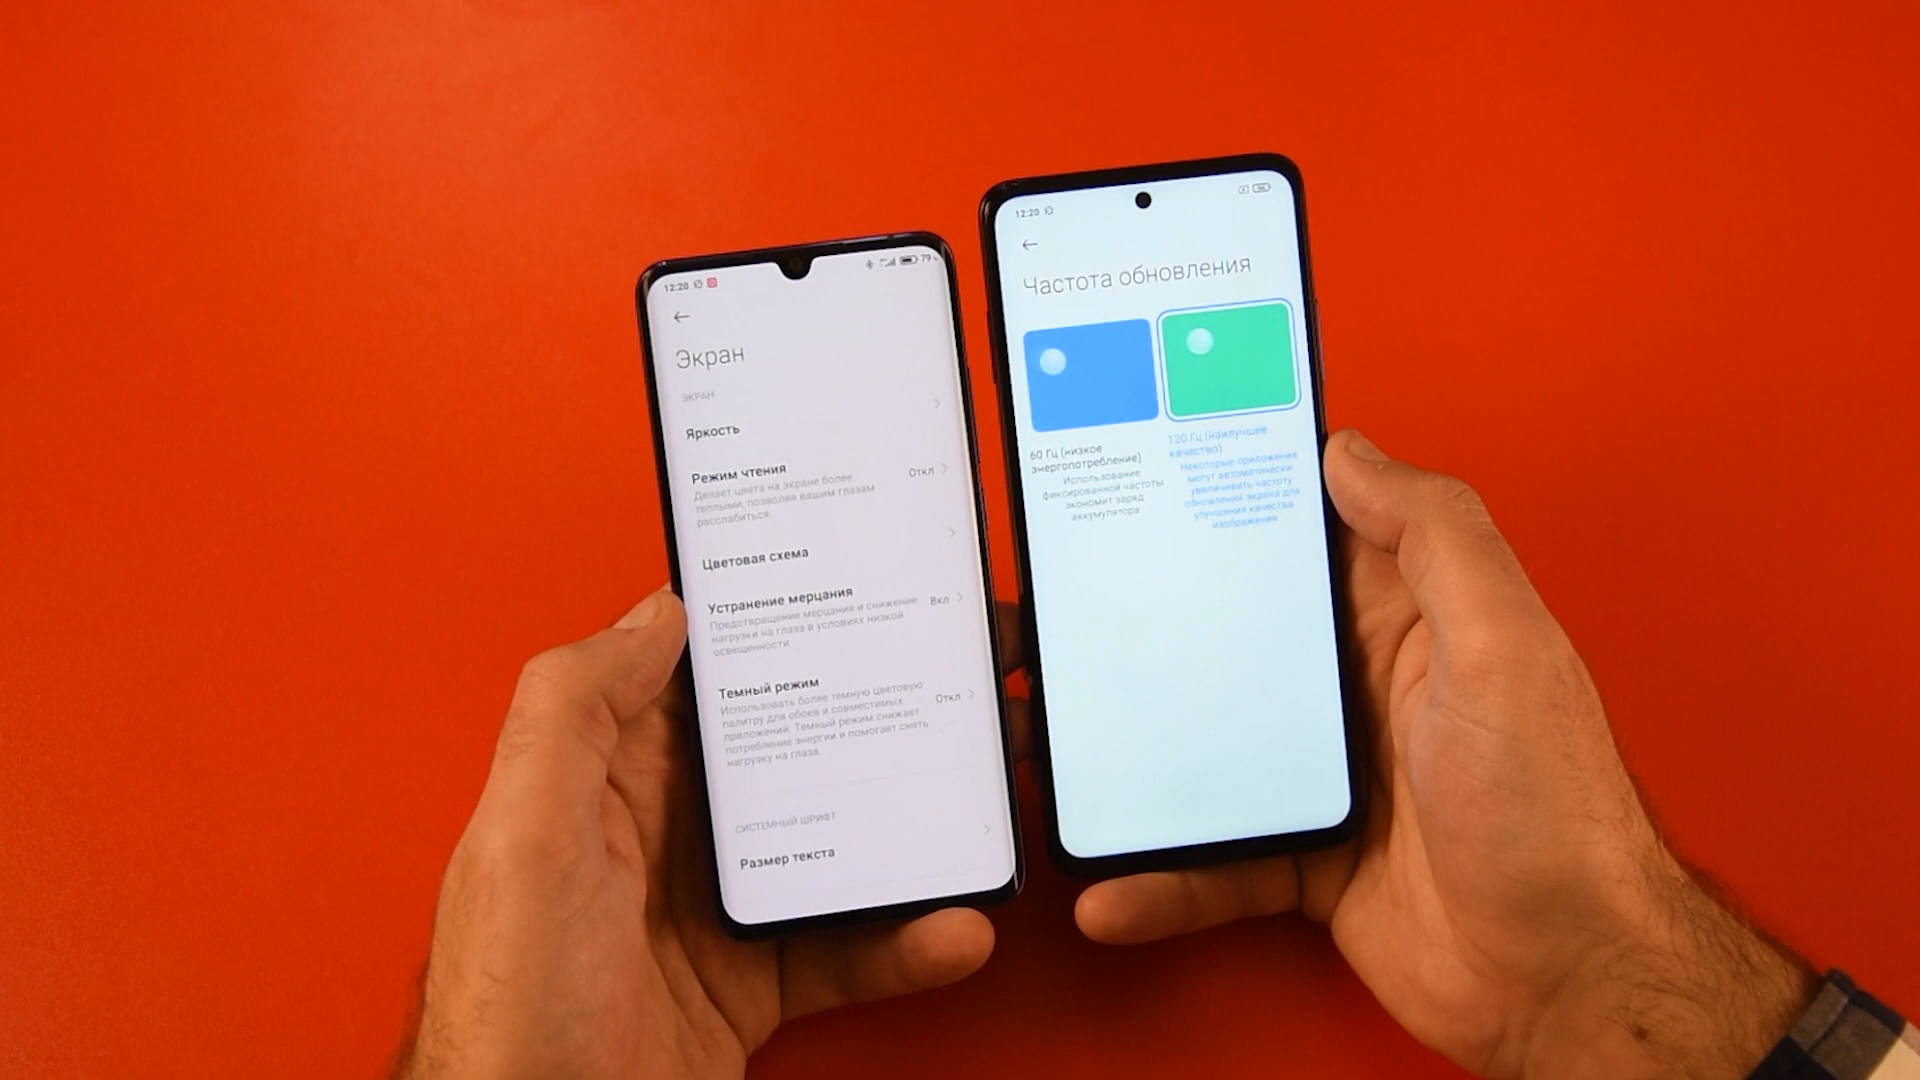 12:20
79
Экран
ЭКРАН
Яркость
Режим чтения
Откл
Делает цвета на экране более
теплыми, позволяя вашим глазам
расслабиться.
Цветовая схема
Устранение мерцания
Вкл
Предотвращение мерцания и снижение
нагрузки на глаза в условиях низкой
освещенности
Темный режим
Откл
Использовать более темную цветовую
палитру для обоев и совместимых
приложений. Темный режим снижает
потребление энергии и помогает снять
нагрузку на глаза.
СИСТЕМНЫЙ ШРИФТ
Размер текста
12:20
Частота обновления
60 Гц (низкое
энергопотребление)
Использование
фиксированной частоты
экономит заряд
аккумулятора
120 Гц (наилучшее
качество)
Некоторые приложения
могут автоматически
увеличивать частоту
обновления экрана для
улучшения качества
изображения